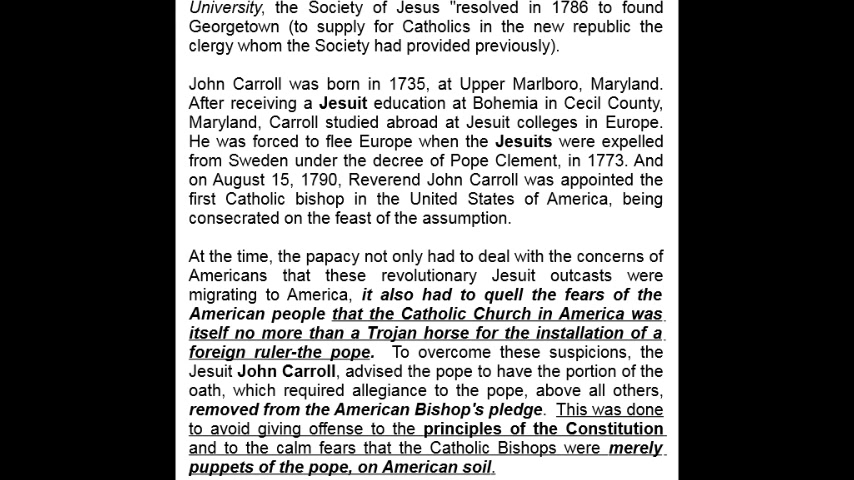 University, the Society of Jesus "resolved in 1786 to found
Georgetown (to supply for Catholics in the new republic the
clergy whom the Society had provided previously).
John Carroll was born in 1735, at Upper Marlboro, Maryland.
After receiving a Jesuit education at Bohemia in Cecil County,
Maryland, Carroll studied abroad at Jesuit colleges in Europe.
He was forced to flee Europe when the Jesuits were expelled
from Sweden under the decree of Pope Clement, in 1773. And
on August 15, 1790, Reverend John Carroll was appointed the
first Catholic bishop in the United States of America, being
consecrated on the feast of the assumption.
At the time, the papacy not only had to deal with the concerns of
Americans that these revolutionary Jesuit outcasts were
migrating to America, it also had to quell the fears of the
American people that the Catholic Church in America was
itself no more than a Trojan horse for the installation of a
foreign ruler-the pope. To overcome these suspicions, the
Jesuit John Carroll, advised the pope to have the portion of the
oath, which required allegiance to the pope, above all others,
removed from the American Bishop's pledge. This was done
to avoid giving offense to the principles of the Constitution
and to the calm fears that the Catholic Bishops were merely
puppets of the pope, on American soil.